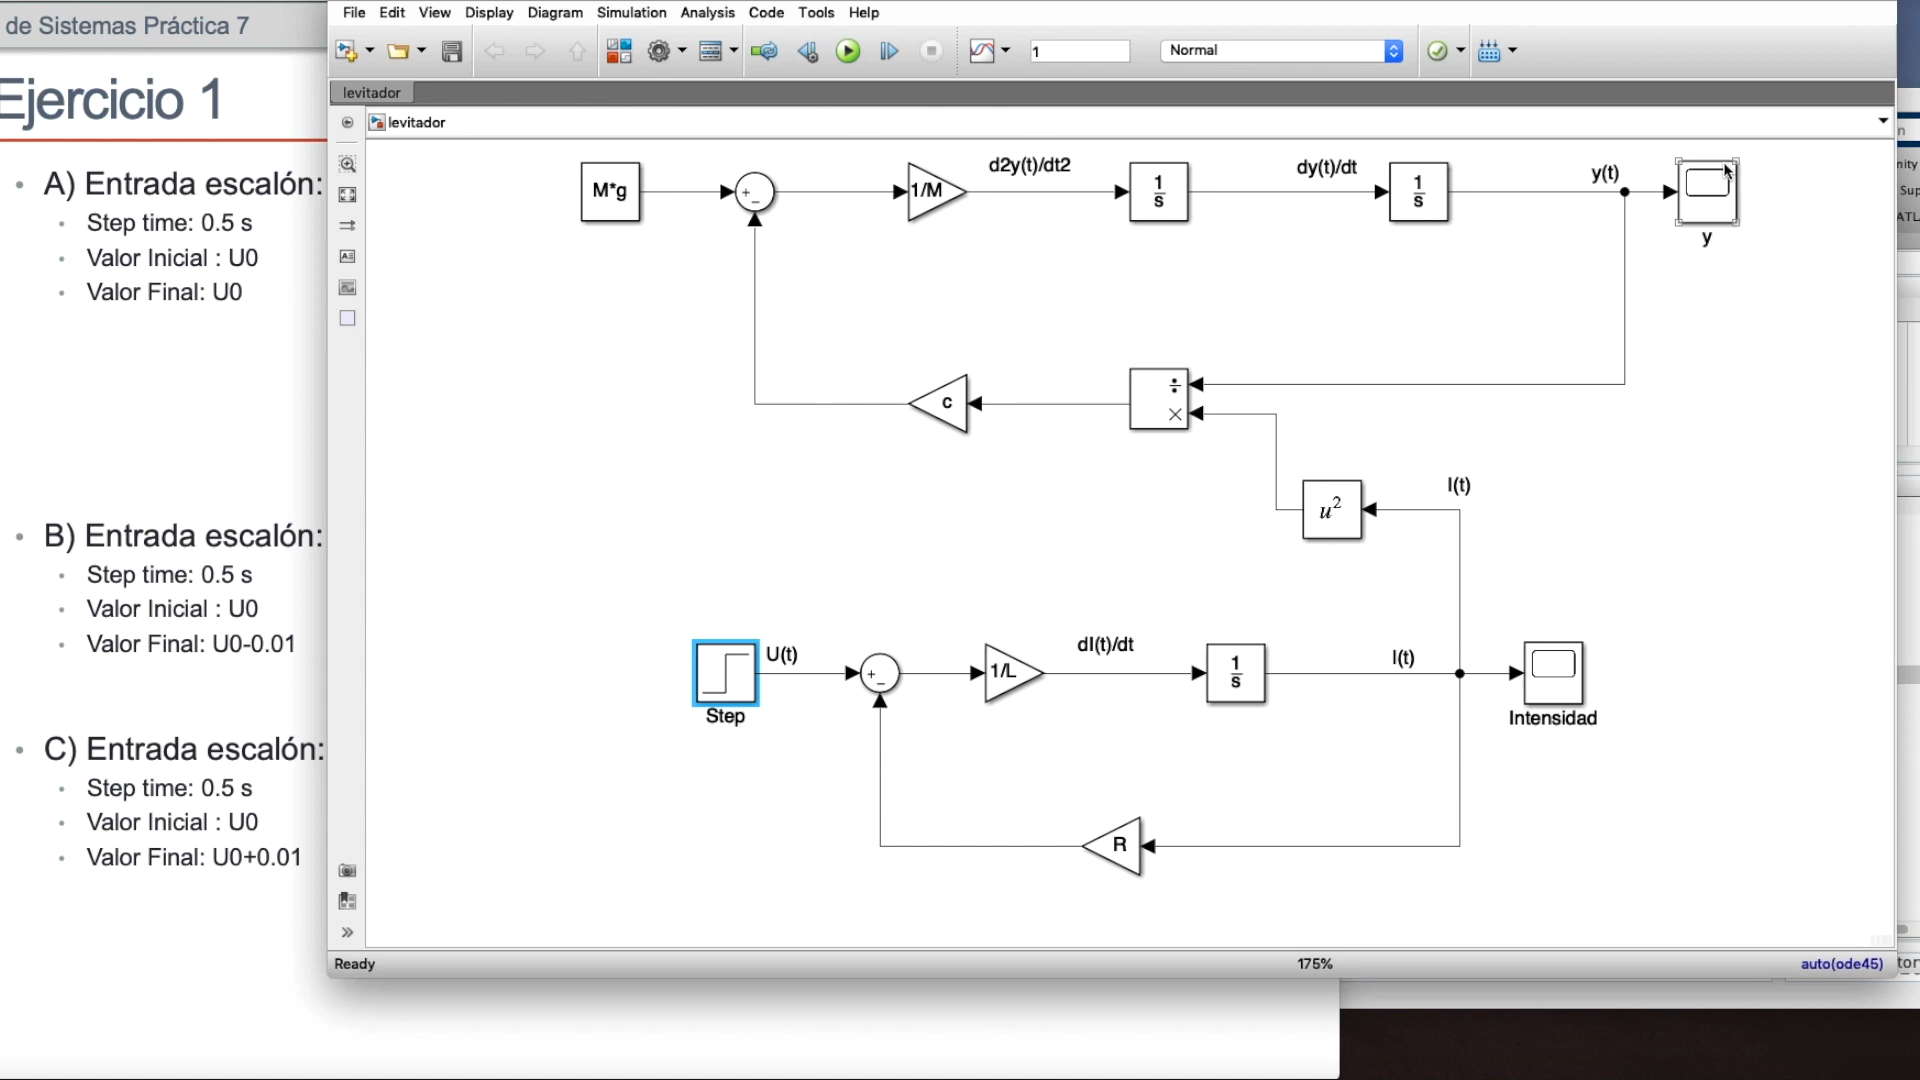 de Sistemas Práctica 7
Ejercicio 1
• A) Entrada escalón:
• Step time: 0.5 s
• Valor Inicial : U0
• Valor Final: U0
• B) Entrada escalón:
• Step time: 0.5 s
• Valor Inicial : U0
• Valor Final: U0-0.01
• C) Entrada escalón:
• Step time: 0.5 s
• Valor Inicial : U0
• Valor Final: U0+0.01
File Edit View Display Diagram Simulation Analysis Code Tools Help
1 Normal
levitador
levitador
M*g
+
−
1/M
d2y(t)/dt2
1
s
dy(t)/dt
1
s
y(t)
y
c
÷
×
u²
I(t)
Step
U(t)
+
−
1/L
dI(t)/dt
1
s
I(t)
Intensidad
R
Ready 175% auto(ode45)